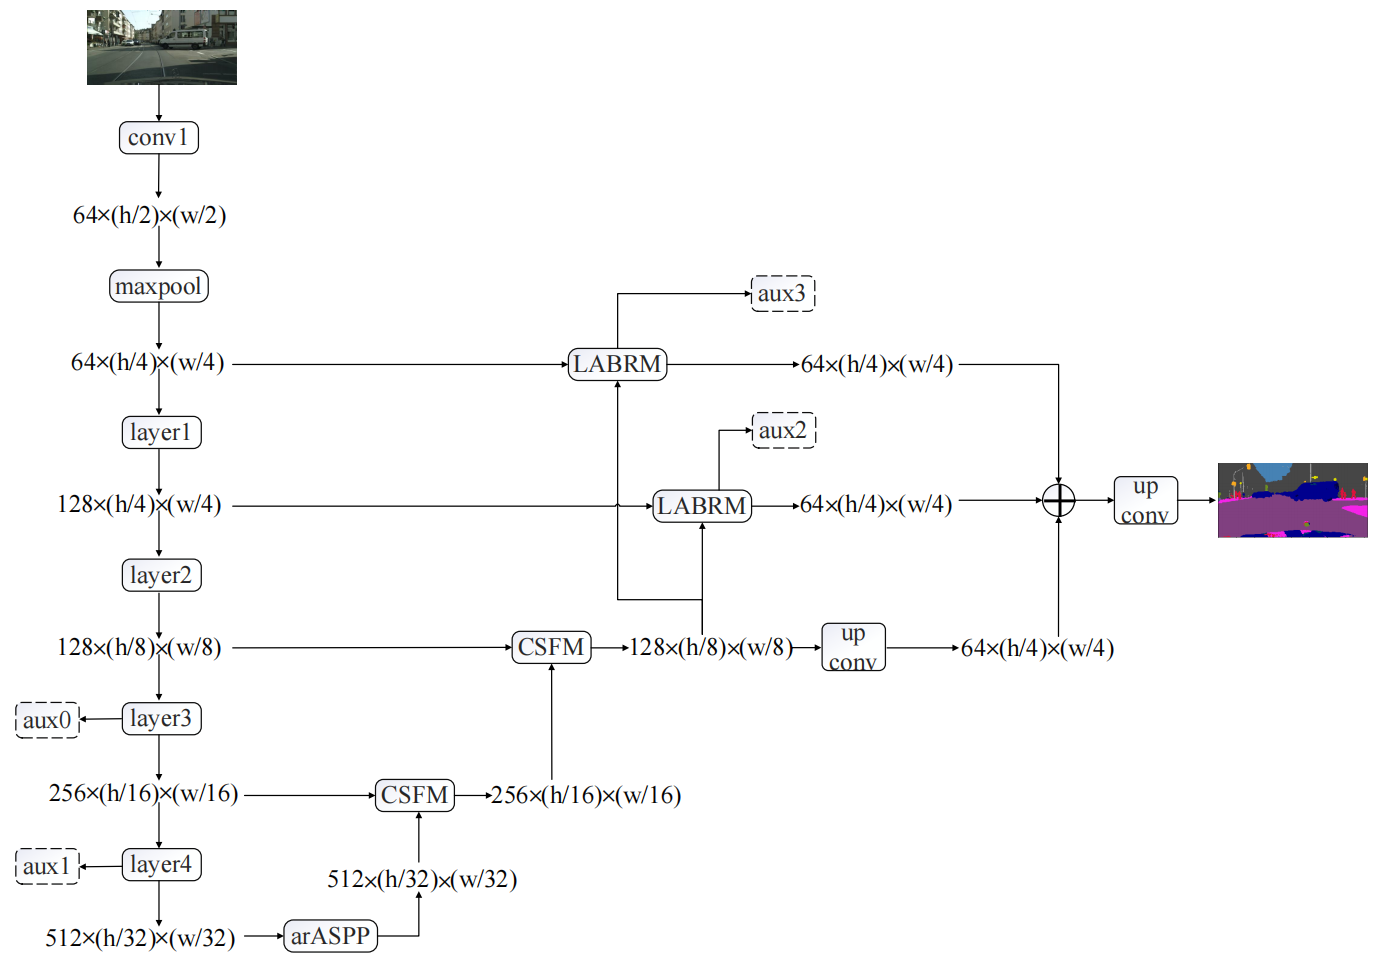 conv1
64×(h/2)×(w/2)
maxpool
aux3
64×(h/4)×(w/4)
LABRM
64×(h/4)×(w/4)
layer1
aux2
128×(h/4)×(w/4)
LABRM
64×(h/4)×(w/4)
up
conv
layer2
128×(h/8)×(w/8)
CSFM
128×(h/8)×(w/8)
up
conv
64×(h/4)×(w/4)
aux0
layer3
256×(h/16)×(w/16)
CSFM
256×(h/16)×(w/16)
aux1
layer4
512×(h/32)×(w/32)
512×(h/32)×(w/32)
arASPP